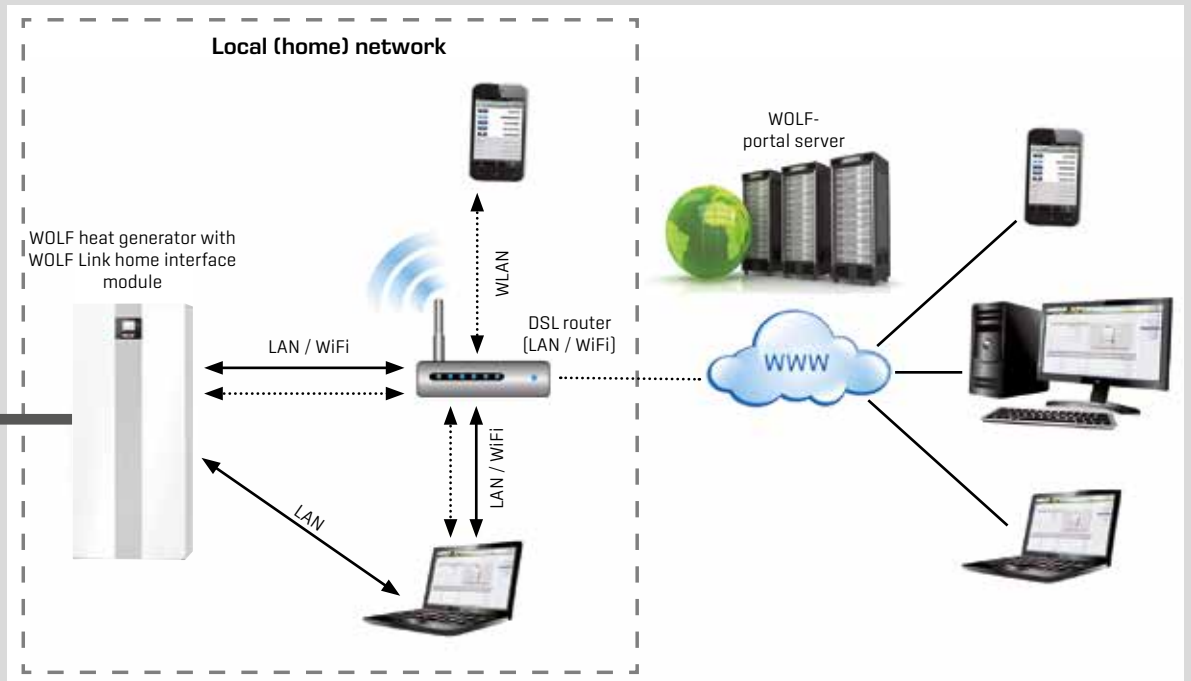 Local (home) network
WOLF-
portal server
WOLF heat generator with
WOLF Link home interface
module
WLAN
DSL router
(LAN / WiFi)
LAN / WiFi
WWW
LAN / WiFi
LAN